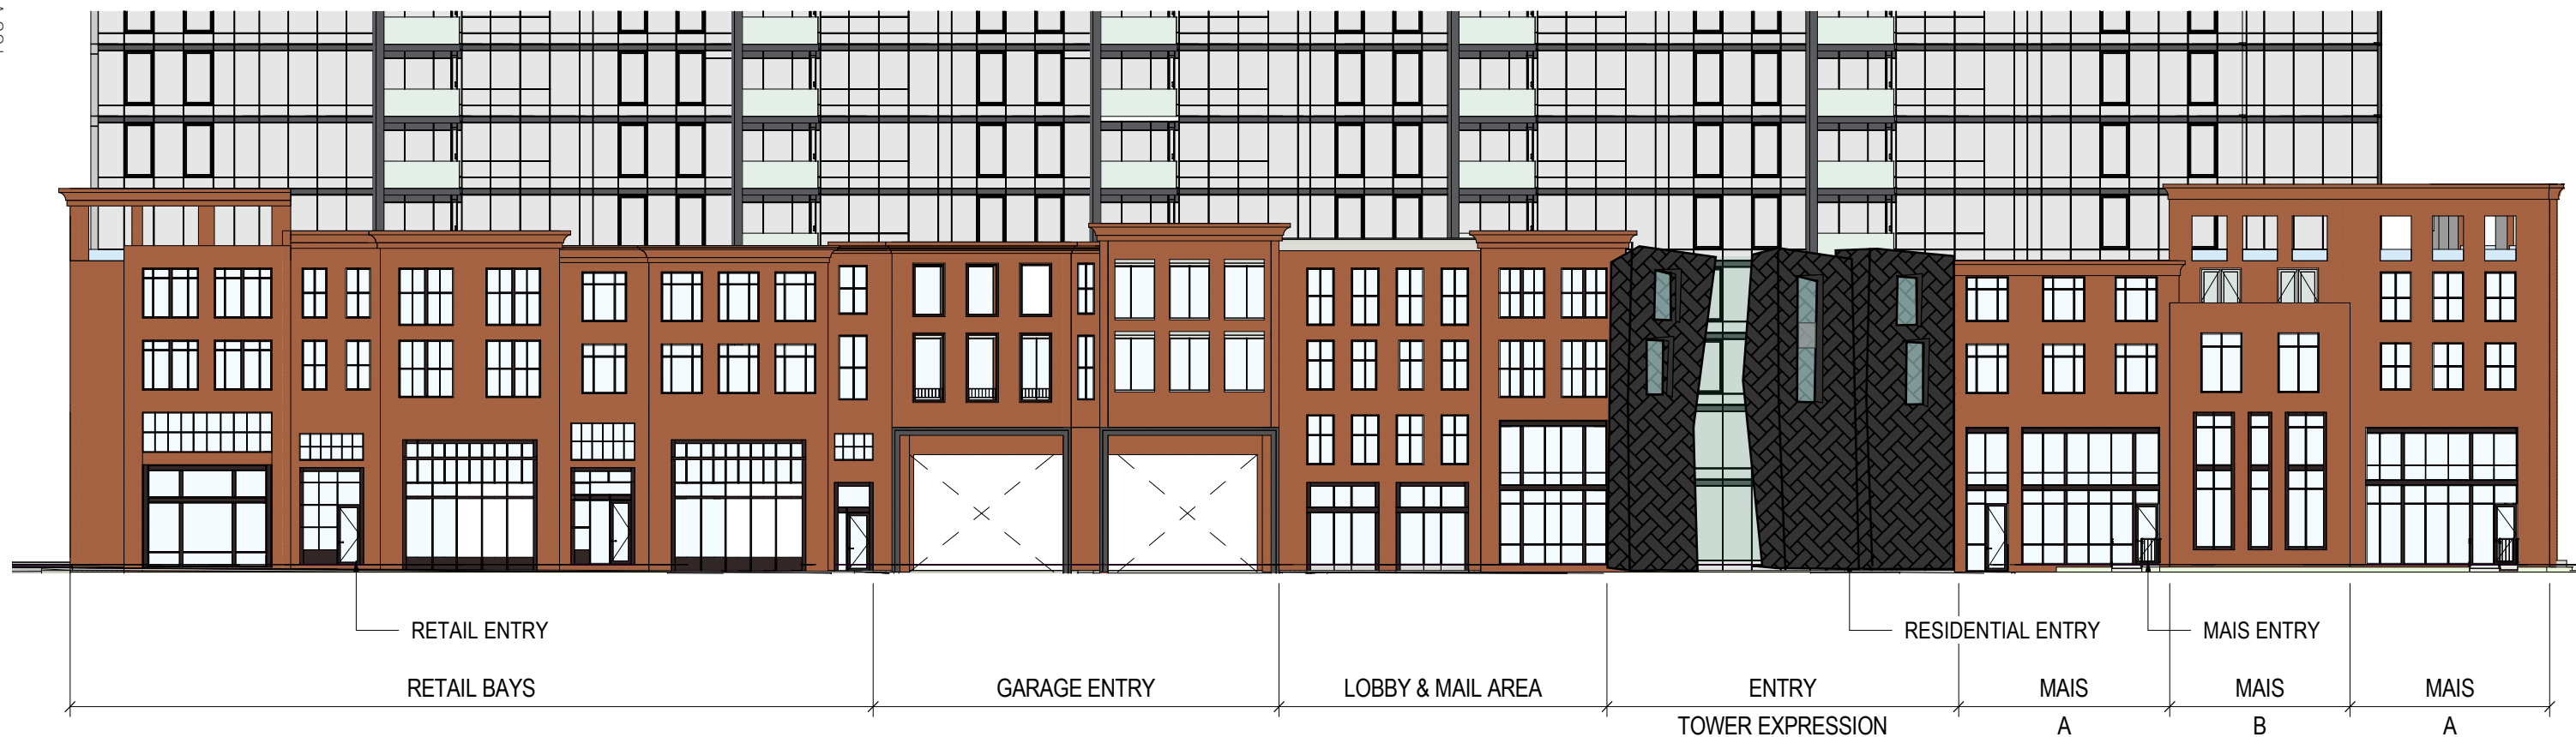 RETAIL ENTRY
RESIDENTIAL ENTRY
MAIS ENTRY
RETAIL BAYS
GARAGE ENTRY
LOBBY & MAIL AREA
ENTRY
MAIS
MAIS
MAIS
TOWER EXPRESSION
A
B
A